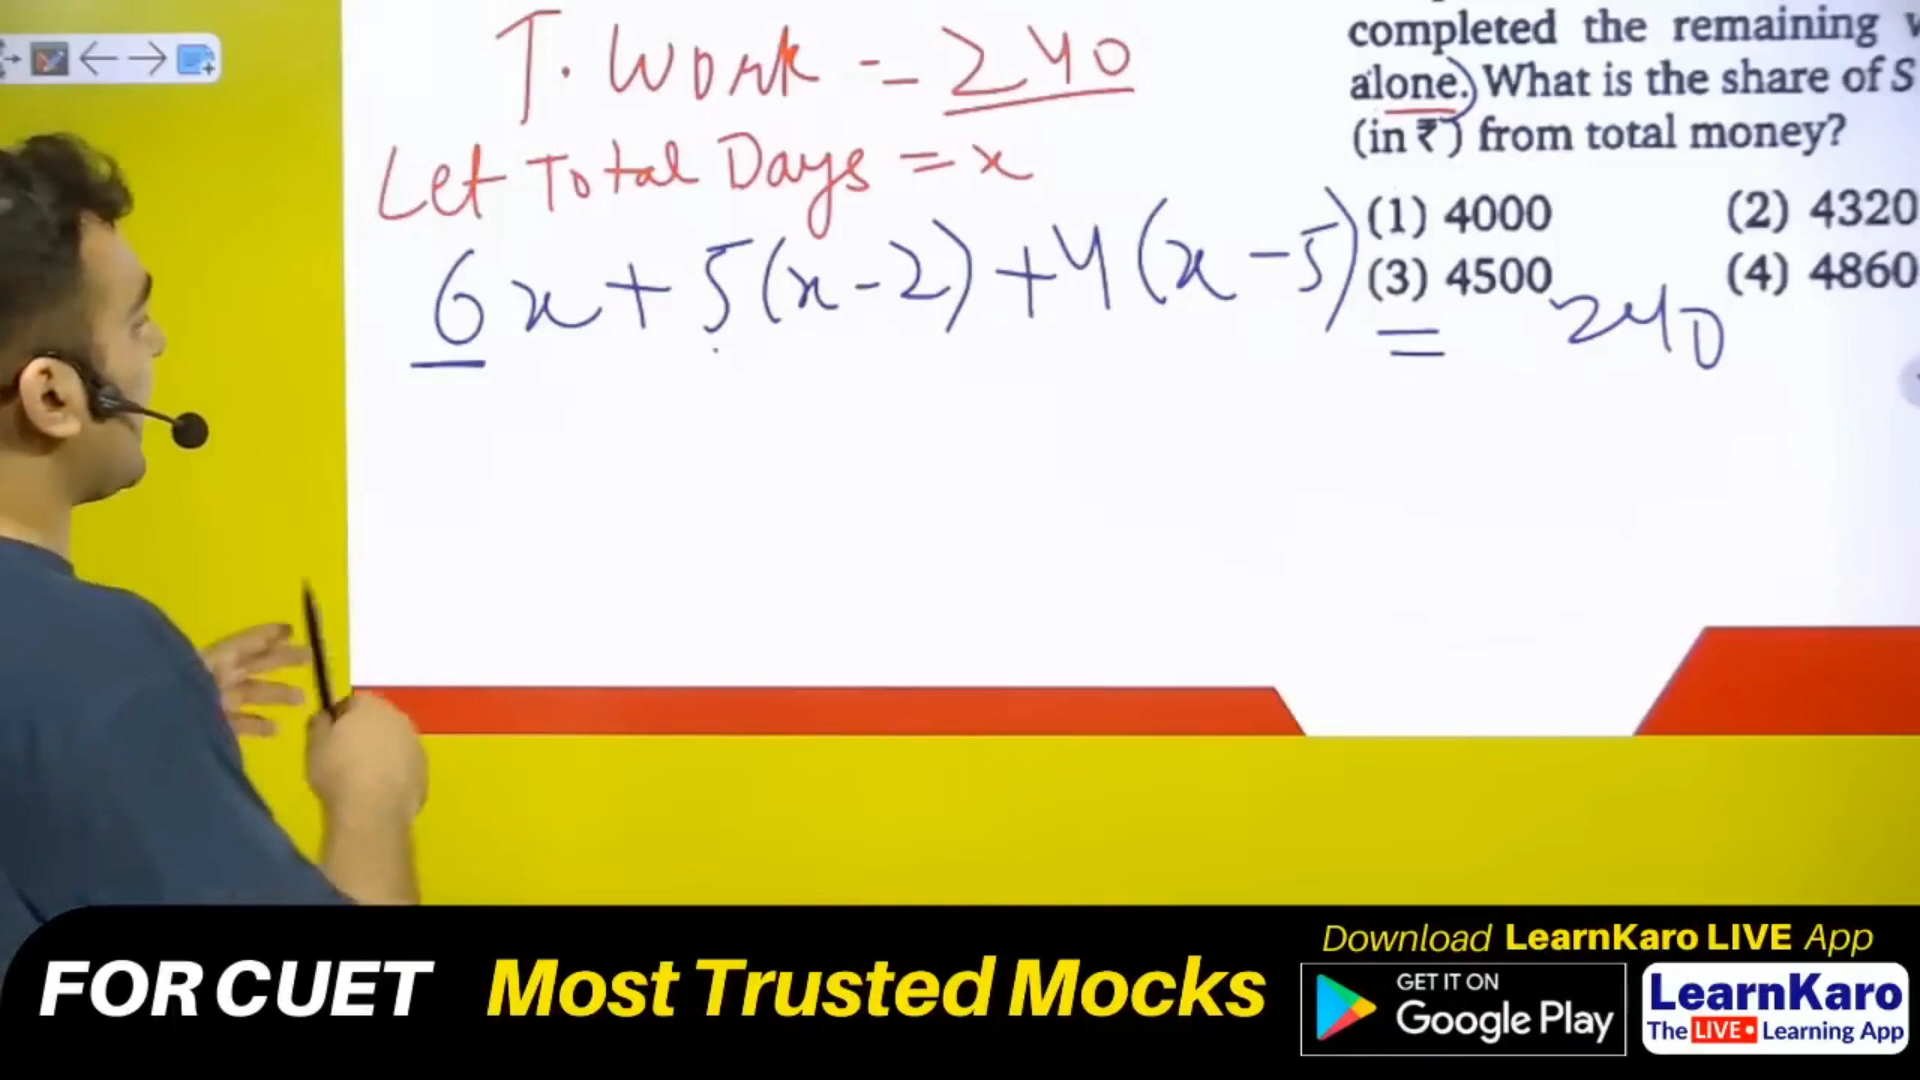 T. Work = 240
Let Total Days = x
6x + 5(x-2) + 4(x-5) = 240
completed the remaining
alone. What is the share of S
(in ₹) from total money?
(1) 4000 (2) 4320
(3) 4500 (4) 4860
FOR CUET Most Trusted Mocks
Download LearnKaro LIVE App
GET IT ON
Google Play
LearnKaro
The LIVE Learning App